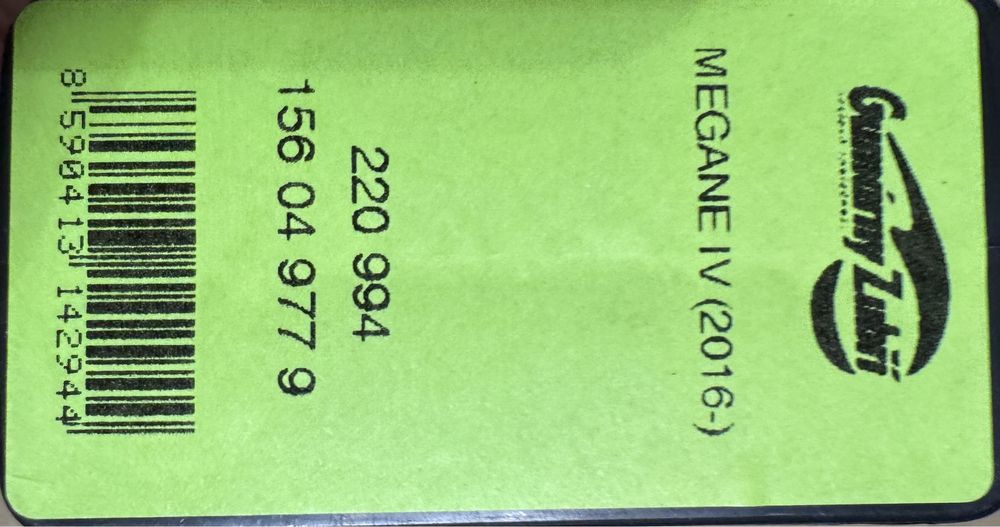 Gumárny Zubří
MEGANE IV (2016-)
220 994
156 04 977 9
8 590413 142944